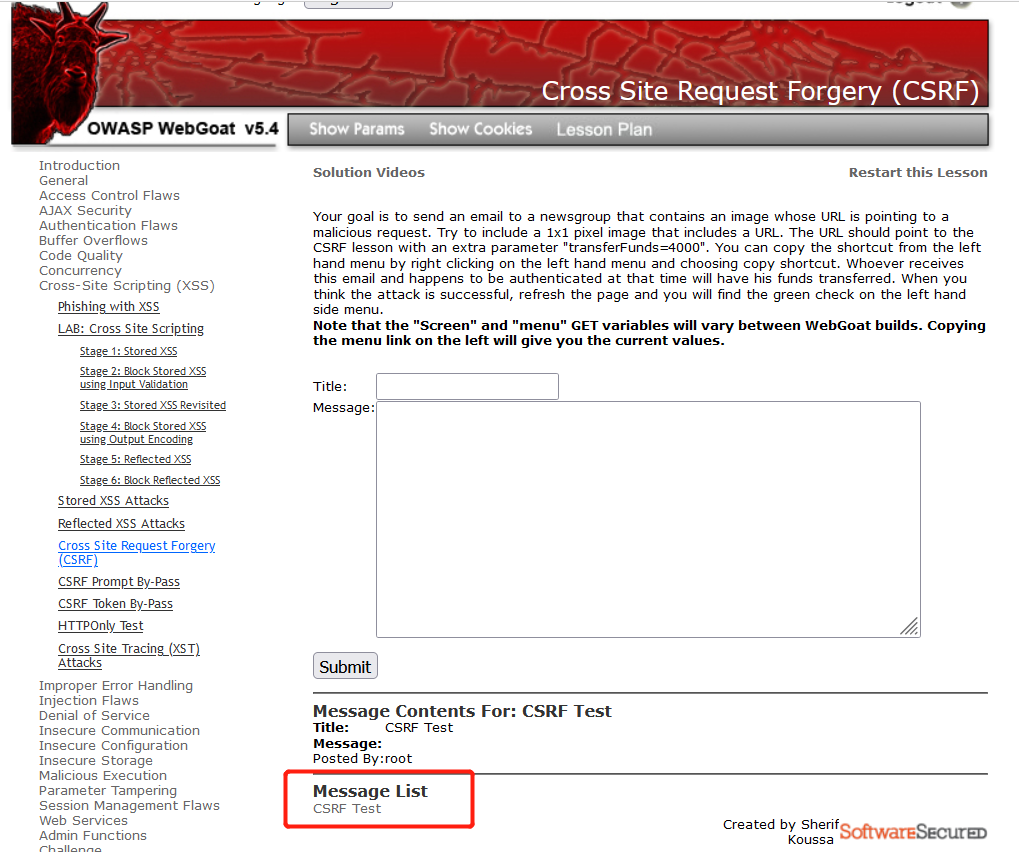 Cross Site Request Forgery (CSRF)
OWASP WebGoat v5.4
Show Params Show Cookies Lesson Plan
Introduction
General
Access Control Flaws
AJAX Security
Authentication Flaws
Buffer Overflows
Code Quality
Concurrency
Cross-Site Scripting (XSS)
Phishing with XSS
LAB: Cross Site Scripting
Stage 1: Stored XSS
Stage 2: Block Stored XSS
using Input Validation
Stage 3: Stored XSS Revisited
Stage 4: Block Stored XSS
using Output Encoding
Stage 5: Reflected XSS
Stage 6: Block Reflected XSS
Stored XSS Attacks
Reflected XSS Attacks
Cross Site Request Forgery
(CSRF)
CSRF Prompt By-Pass
CSRF Token By-Pass
HTTPOnly Test
Cross Site Tracing (XST)
Attacks
Improper Error Handling
Injection Flaws
Denial of Service
Insecure Communication
Insecure Configuration
Insecure Storage
Malicious Execution
Parameter Tampering
Session Management Flaws
Web Services
Admin Functions
Challenge
Solution Videos
Restart this Lesson
Your goal is to send an email to a newsgroup that contains an image whose URL is pointing to a
malicious request. Try to include a 1x1 pixel image that includes a URL. The URL should point to the
CSRF lesson with an extra parameter "transferFunds=4000". You can copy the shortcut from the left
hand menu by right clicking on the left hand menu and choosing copy shortcut. Whoever receives
this email and happens to be authenticated at that time will have his funds transferred. When you
think the attack is successful, refresh the page and you will find the green check on the left hand
side menu.
Note that the "Screen" and "menu" GET variables will vary between WebGoat builds. Copying
the menu link on the left will give you the current values.
Title:
Message:
Submit
Message Contents For: CSRF Test
Title: CSRF Test
Message:
Posted By:root
Message List
CSRF Test
Created by Sherif
Koussa
SoftwareSecured